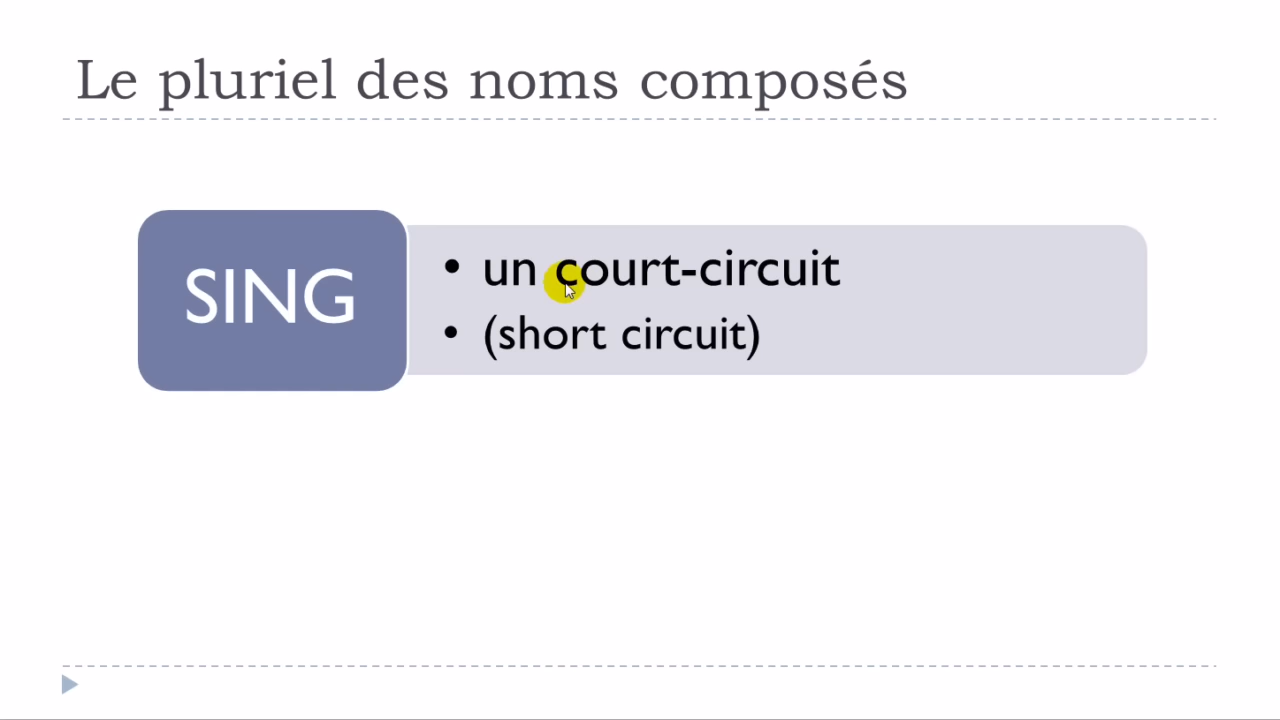 Le pluriel des noms composés
SING
• un court-circuit
• (short circuit)